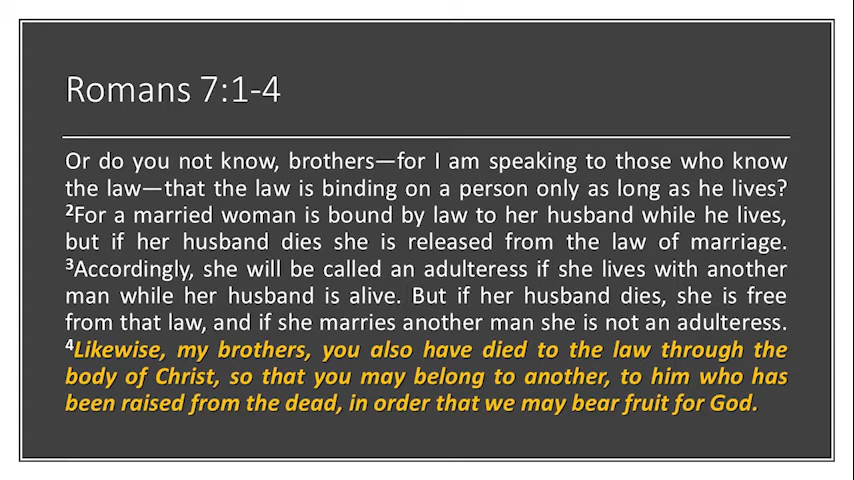 Romans 7:1-4
Or do you not know, brothers—for I am speaking to those who know
the law—that the law is binding on a person only as long as he lives?
²For a married woman is bound by law to her husband while he lives,
but if her husband dies she is released from the law of marriage.
³Accordingly, she will be called an adulteress if she lives with another
man while her husband is alive. But if her husband dies, she is free
from that law, and if she marries another man she is not an adulteress.
⁴Likewise, my brothers, you also have died to the law through the
body of Christ, so that you may belong to another, to him who has
been raised from the dead, in order that we may bear fruit for God.